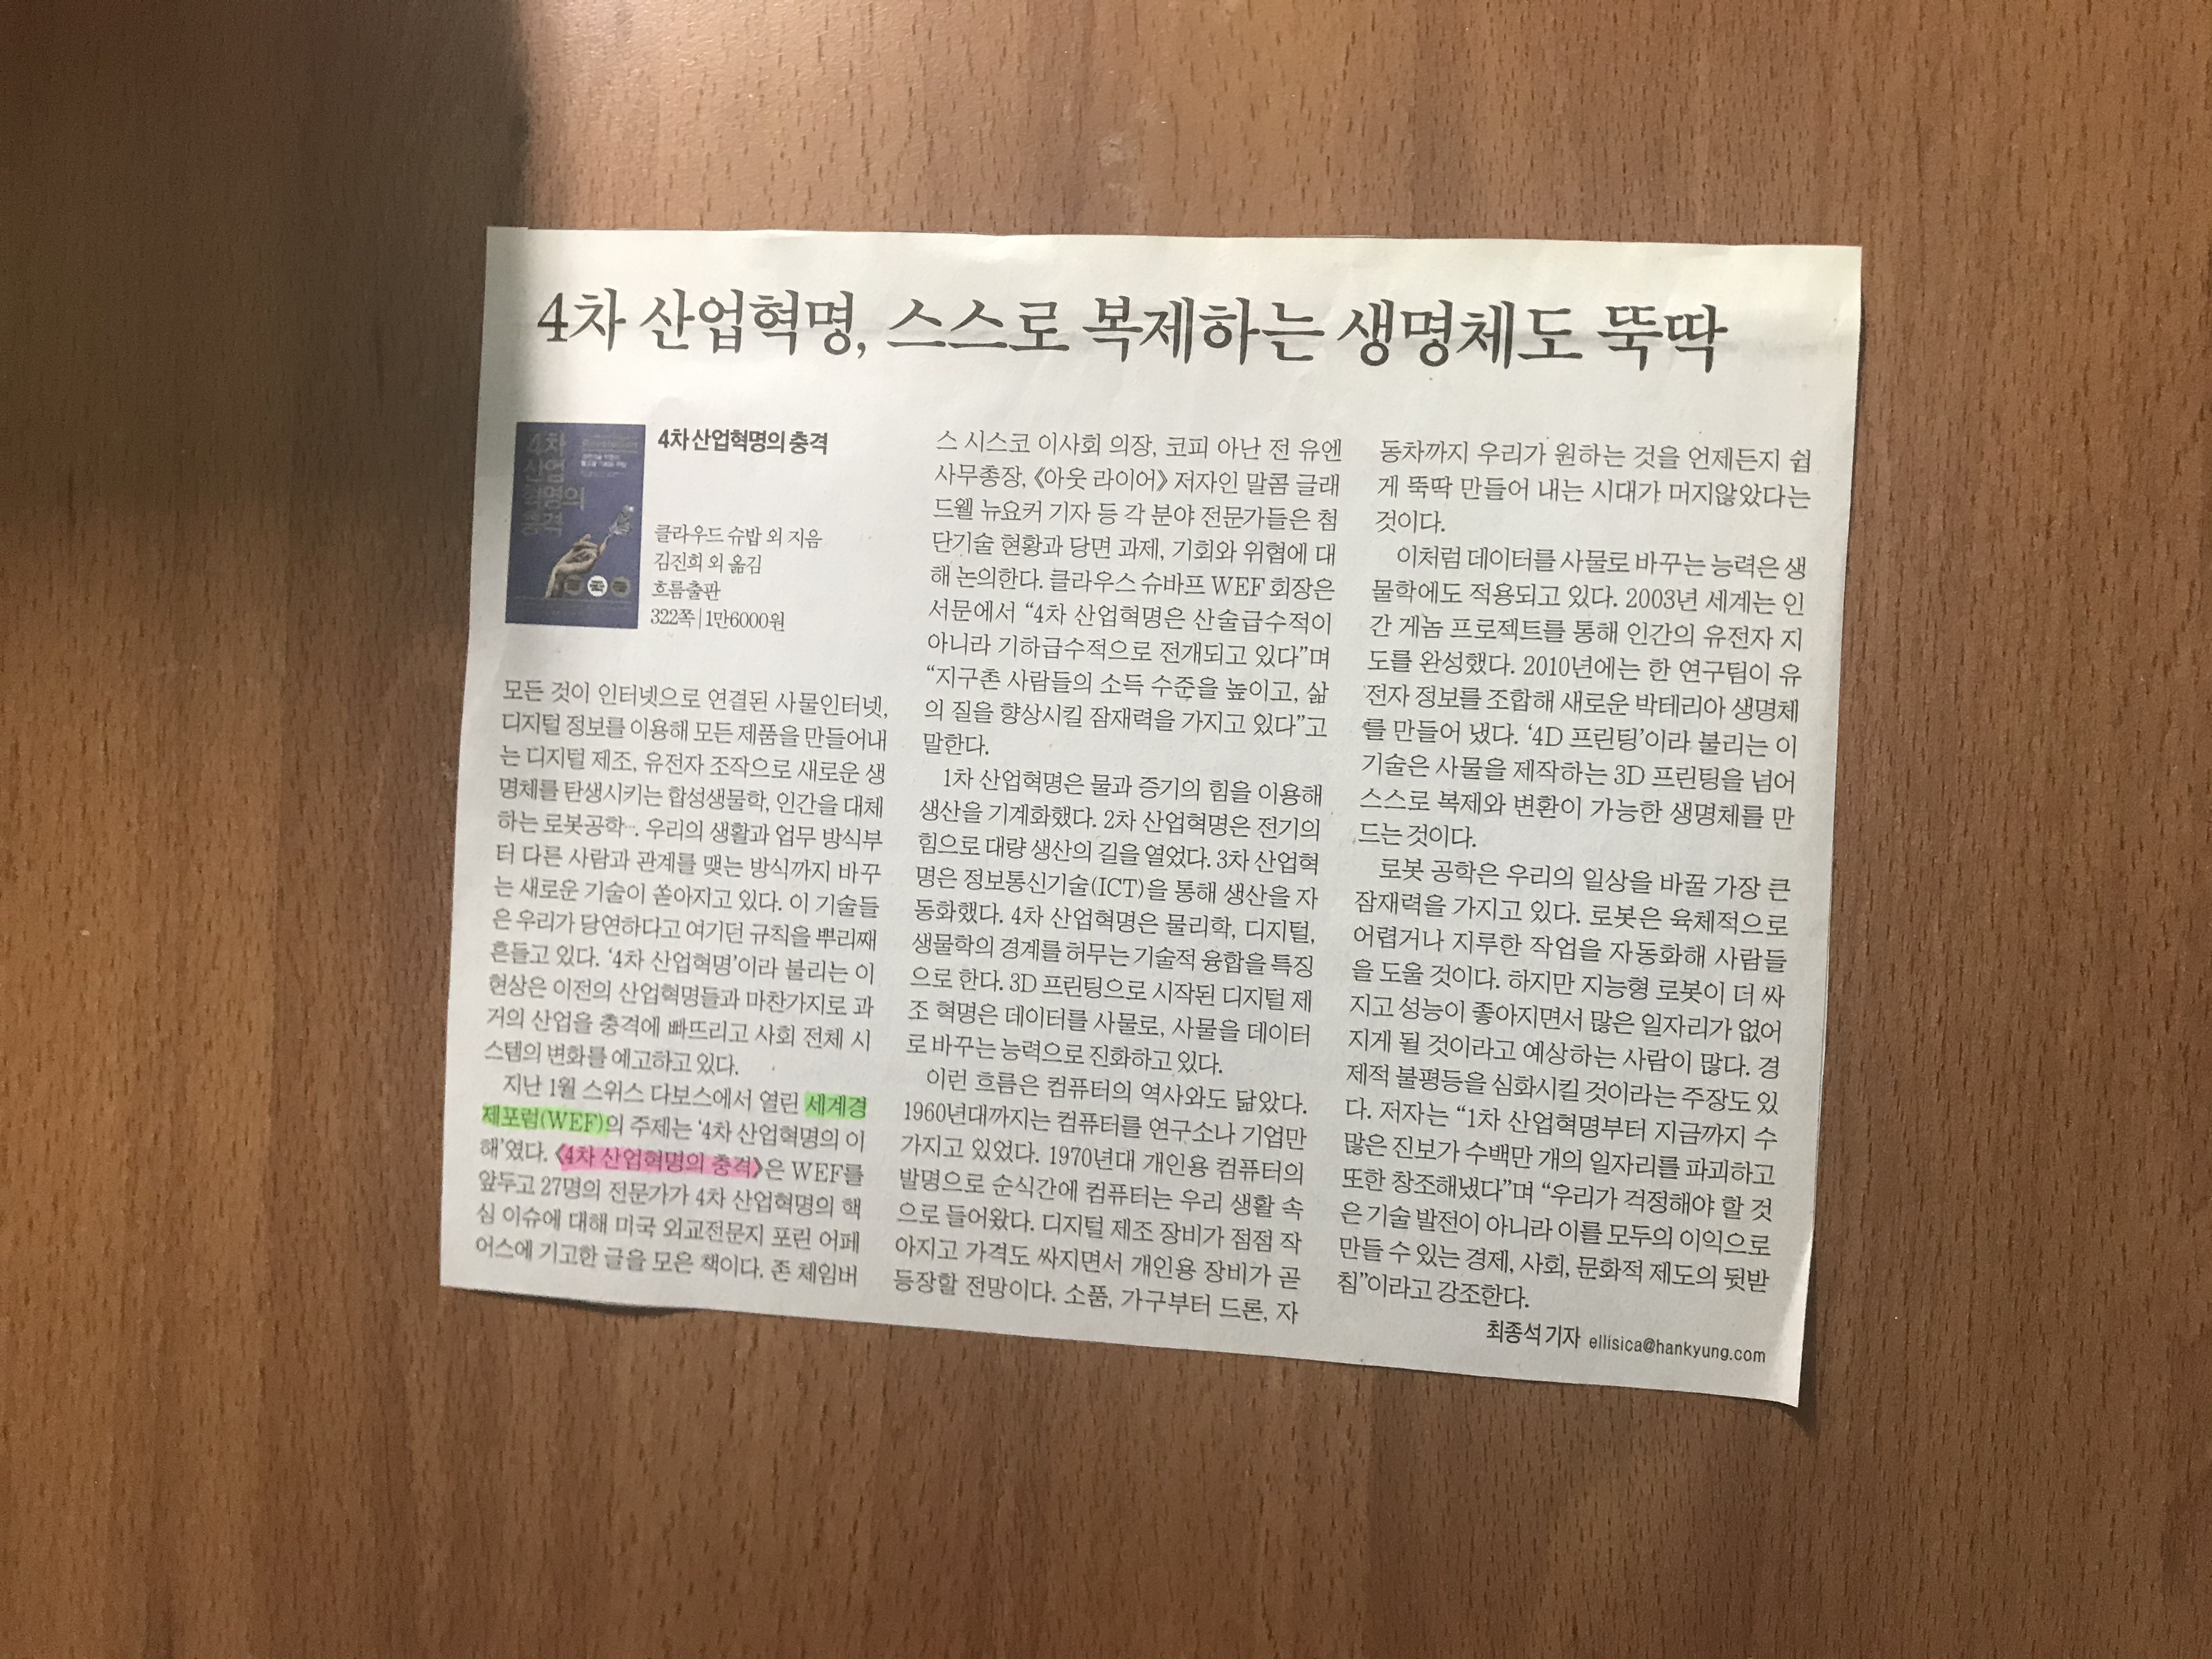 4차 산업혁명, 스스로 복제하는 생명체도 뚝딱
4차
산업
혁명의
충격
4차 산업혁명의 충격
클라우드 슈밥 외 지음
김진희 외 옮김
흐름출판
322쪽 1만6000원
모든 것이 인터넷으로 연결된 사물인터넷,
디지털 정보를 이용해 모든 제품을 만들어내
는 디지털 제조, 유전자 조작으로 새로운 생
명체를 탄생시키는 합성생물학, 인간을 대체
하는 로봇공학…. 우리의 생활과 업무 방식부
터 다른 사람과 관계를 맺는 방식까지 바꾸
는 새로운 기술이 쏟아지고 있다. 이 기술들
은 우리가 당연하다고 여기던 규칙을 뿌리째
흔들고 있다. ‘4차 산업혁명’이라 불리는 이
현상은 이전의 산업혁명들과 마찬가지로 과
거의 산업을 충격에 빠뜨리고 사회 전체 시
스템의 변화를 예고하고 있다.
지난 1월 스위스 다보스에서 열린 세계경
제포럼(WEF)의 주제는 ‘4차 산업혁명의 이
해’였다. 《4차 산업혁명의 충격》은 WEF를
앞두고 27명의 전문가가 4차 산업혁명의 핵
심 이슈에 대해 미국 외교전문지 포린 어페
어스에 기고한 글을 모은 책이다. 존 체임버
스 시스코 이사회 의장, 코피 아난 전 유엔
사무총장, 《아웃 라이어》 저자인 말콤 글래
드웰 뉴요커 기자 등 각 분야 전문가들은 첨
단기술 현황과 당면 과제, 기회와 위협에 대
해 논의한다. 클라우스 슈바프 WEF 회장은
서문에서 “4차 산업혁명은 산술급수적이
아니라 기하급수적으로 전개되고 있다”며
“지구촌 사람들의 소득 수준을 높이고, 삶
의 질을 향상시킬 잠재력을 가지고 있다”고
말한다.
1차 산업혁명은 물과 증기의 힘을 이용해
생산을 기계화했다. 2차 산업혁명은 전기의
힘으로 대량 생산의 길을 열었다. 3차 산업혁
명은 정보통신기술(ICT)을 통해 생산을 자
동화했다. 4차 산업혁명은 물리학, 디지털,
생물학의 경계를 허무는 기술적 융합을 특징
으로 한다. 3D 프린팅으로 시작된 디지털 제
조 혁명은 데이터를 사물로, 사물을 데이터
로 바꾸는 능력으로 진화하고 있다.
이런 흐름은 컴퓨터의 역사와도 닮았다.
1960년대까지는 컴퓨터를 연구소나 기업만
가지고 있었다. 1970년대 개인용 컴퓨터의
발명으로 순식간에 컴퓨터는 우리 생활 속
으로 들어왔다. 디지털 제조 장비가 점점 작
아지고 가격도 싸지면서 개인용 장비가 곧
등장할 전망이다. 소품, 가구부터 드론, 자
동차까지 우리가 원하는 것을 언제든지 쉽
게 뚝딱 만들어 내는 시대가 머지않았다는
것이다.
이처럼 데이터를 사물로 바꾸는 능력은 생
물학에도 적용되고 있다. 2003년 세계는 인
간 게놈 프로젝트를 통해 인간의 유전자 지
도를 완성했다. 2010년에는 한 연구팀이 유
전자 정보를 조합해 새로운 박테리아 생명체
를 만들어 냈다. ‘4D 프린팅’이라 불리는 이
기술은 사물을 제작하는 3D 프린팅을 넘어
스스로 복제와 변환이 가능한 생명체를 만
드는 것이다.
로봇 공학은 우리의 일상을 바꿀 가장 큰
잠재력을 가지고 있다. 로봇은 육체적으로
어렵거나 지루한 작업을 자동화해 사람들
을 도울 것이다. 하지만 지능형 로봇이 더 싸
지고 성능이 좋아지면서 많은 일자리가 없어
지게 될 것이라고 예상하는 사람이 많다. 경
제적 불평등을 심화시킬 것이라는 주장도 있
다. 저자는 “1차 산업혁명부터 지금까지 수
많은 진보가 수백만 개의 일자리를 파괴하고
또한 창조해냈다”며 “우리가 걱정해야 할 것
은 기술 발전이 아니라 이를 모두의 이익으로
만들 수 있는 경제, 사회, 문화적 제도의 뒷받
침”이라고 강조한다.
최종석 기자 ellisica@hankyung.com